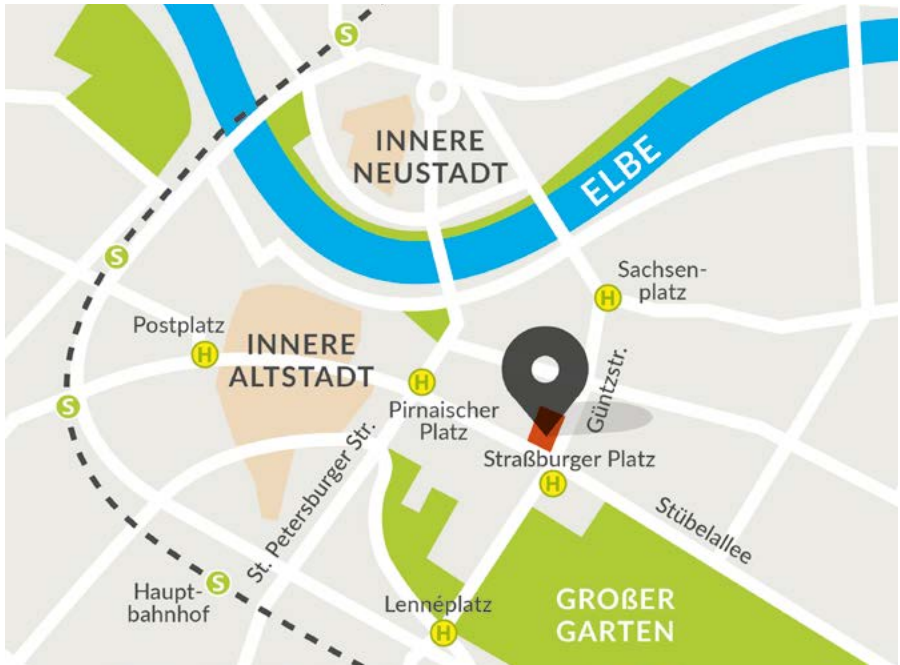 S
INNERE
NEUSTADT
ELBE
S
Sachsen-
platz
H
Postplatz
H
INNERE
ALTSTADT
H
Pirnaischer
Platz
Güntzstr.
S
Straßburger Platz
H
St. Petersburger Str.
Stübelallee
S
Haupt-
bahnhof
Lennéplatz
H
GROẞER
GARTEN